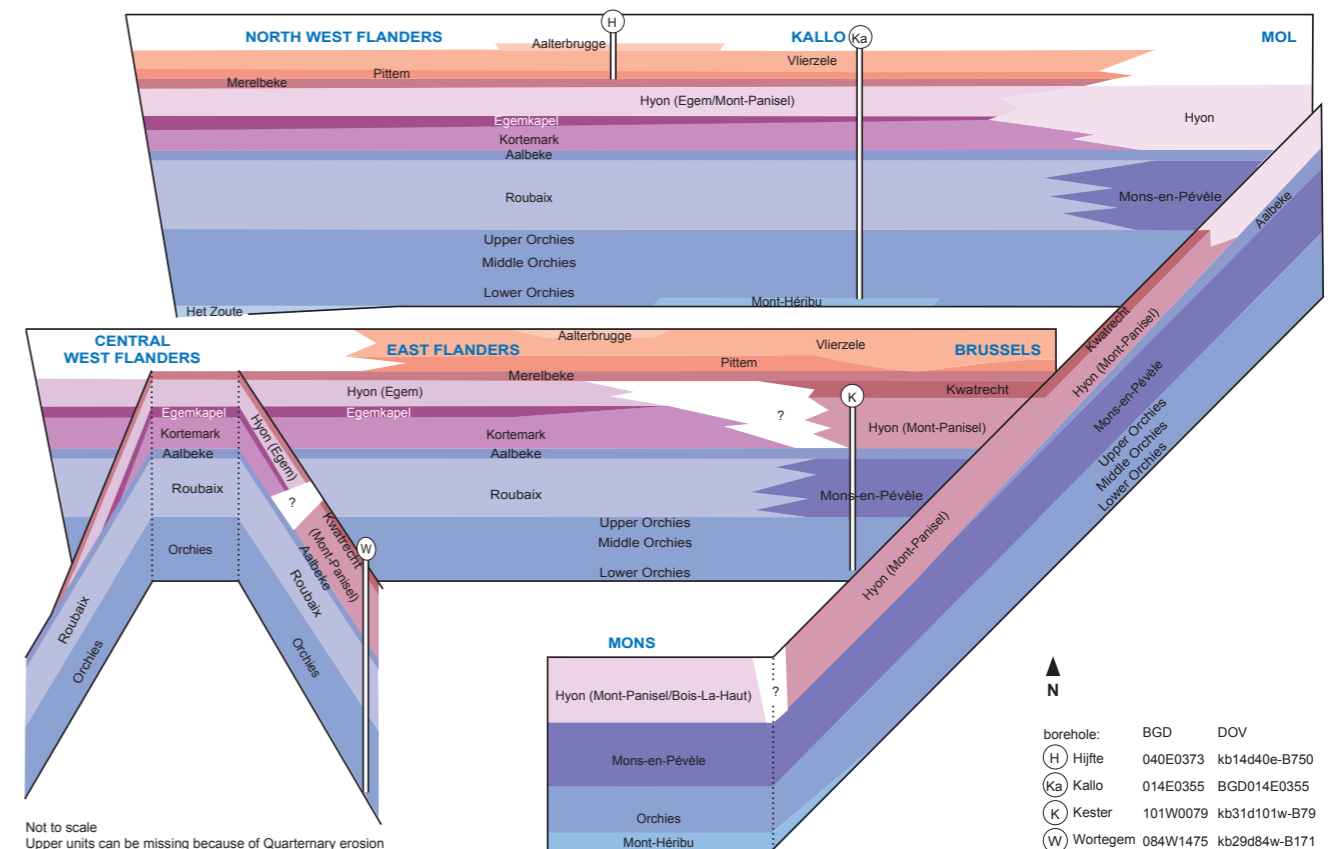 H
NORTH WEST FLANDERS
Aalterbrugge
KALLO
Ka
MOL
Vlierzele
Pittem
Merelbeke
Hyon (Egem/Mont-Panisel)
Egemkapel
Hyon
Kortemark
Aalbeke
Roubaix
Mons-en-Pévèle
Aalbeke
Upper Orchies
Middle Orchies
Lower Orchies
Mont-Héribu
Het Zoute
CENTRAL
WEST FLANDERS
EAST FLANDERS
Aalterbrugge
Vlierzele
BRUSSELS
Pittem
Merelbeke
Hyon (Egem)
Kwatrecht
K
Egemkapel
Egemkapel
?
Hyon (Mont-Panisel)
Kortemark
Kortemark
Aalbeke
Aalbeke
Roubaix
Roubaix
Mons-en-Pévèle
Upper Orchies
Middle Orchies
Lower Orchies
Orchies
Hyon (Egem)
?
Kwatrecht
(Mont-Panisel)
Aalbeke
Roubaix
Orchies
W
Roubaix
Orchies
Kwatrecht
Hyon (Mont-Panisel)
Mons-en-Pévèle
Upper Orchies
Middle Orchies
Lower Orchies
Hyon (Mont-Panisel)
MONS
Hyon (Mont-Panisel/Bois-La-Haut)
?
Mons-en-Pévèle
Orchies
Mont-Héribu
N
borehole: BGD DOV
H Hijfte 040E0373 kb14d40e-B750
Ka Kallo 014E0355 BGD014E0355
K Kester 101W0079 kb31d101w-B79
W Wortegem 084W1475 kb29d84w-B171
Not to scale
Upper units can be missing because of Quarternary erosion